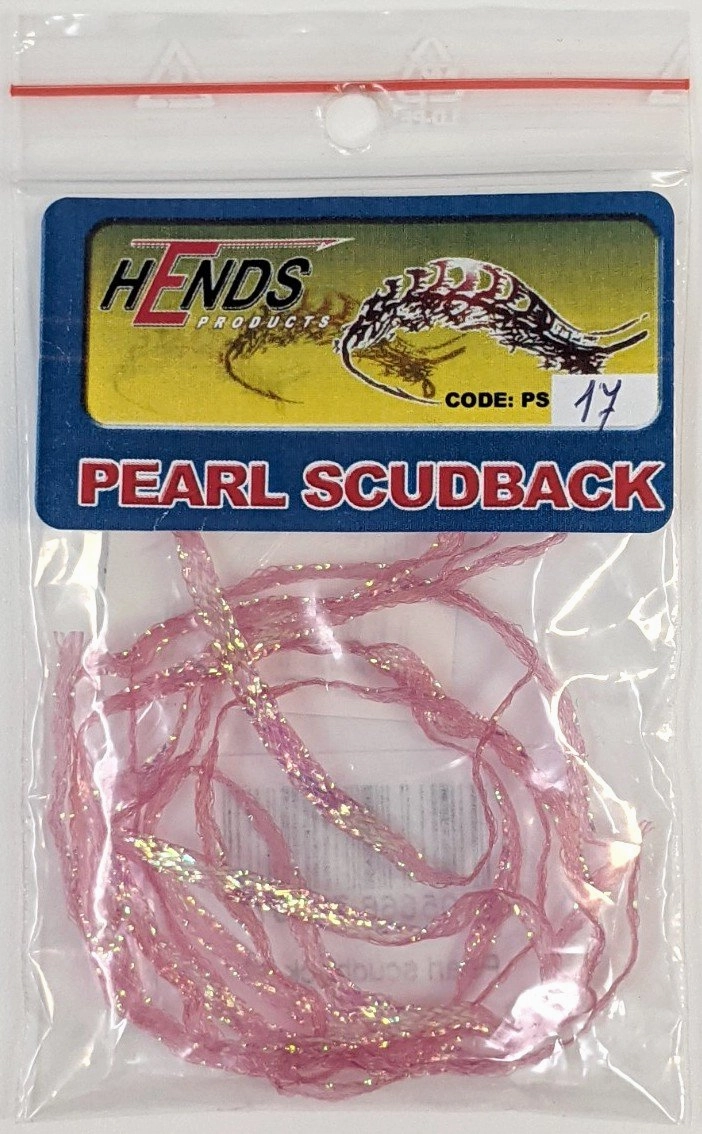 HENDS
PRODUCTS
CODE: PS 17
PEARL SCUDBACK